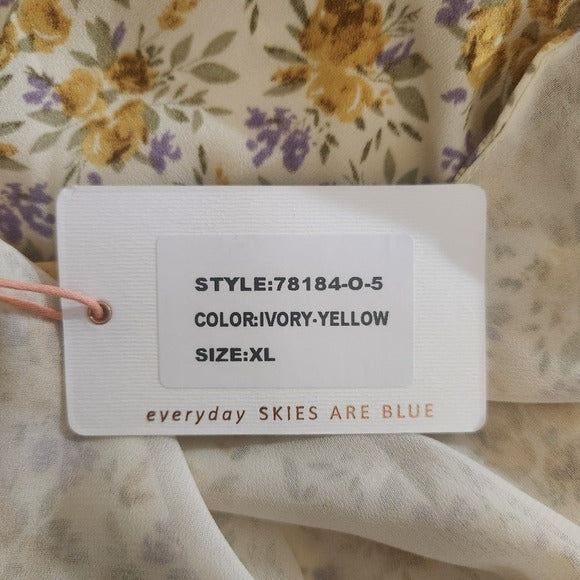 STYLE:78184-O-5
COLOR:IVORY-YELLOW
SIZE:XL
everyday SKIES ARE BLUE